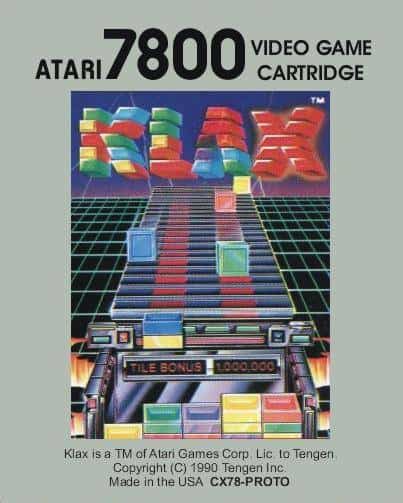 ATARI 7800 VIDEO GAME
CARTRIDGE
TM
KLAX
TILE BONUS 1,000,000
Klax is a TM of Atari Games Corp. Lic. to Tengen.
Copyright (C) 1990 Tengen Inc.
Made in the USA CX78-PROTO